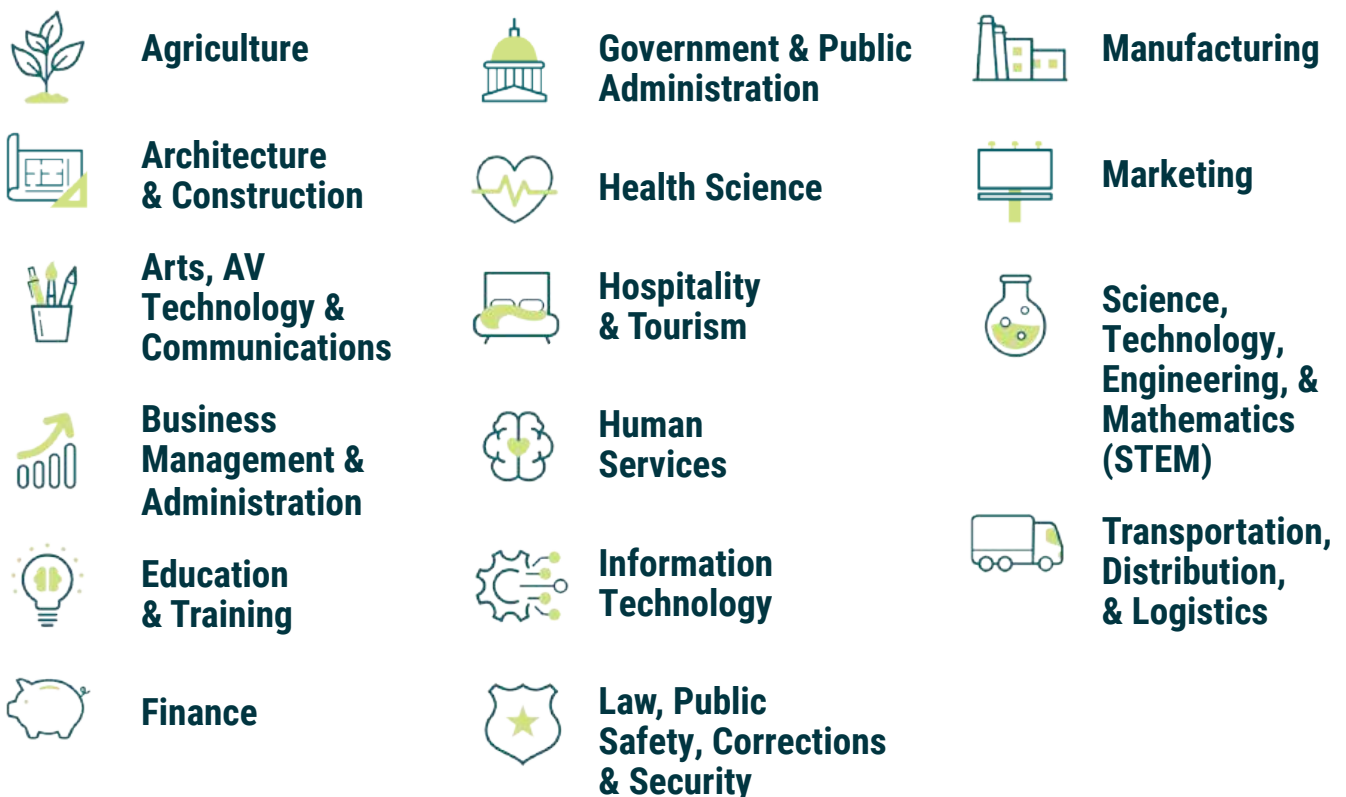 Agriculture
Architecture
& Construction
Arts, AV
Technology &
Communications
Business
Management &
Administration
Education
& Training
Finance
Government & Public
Administration
Health Science
Hospitality
& Tourism
Human
Services
Information
Technology
Law, Public
Safety, Corrections
& Security
Manufacturing
Marketing
Science,
Technology,
Engineering, &
Mathematics
(STEM)
Transportation,
Distribution,
& Logistics